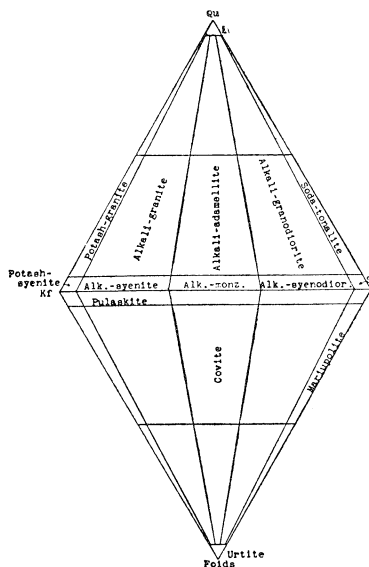 Qu
Potash-granite
Alkali-granite
Alkali-adamellite
Alkali-granodiorite
Soda-tonalite
Potash-
syenite
Kf
Alk.-syenite
Alk.-monz.
Alk.-syenodior.
Pulaskite
Covite
Mariupolite
Urtite
Foids